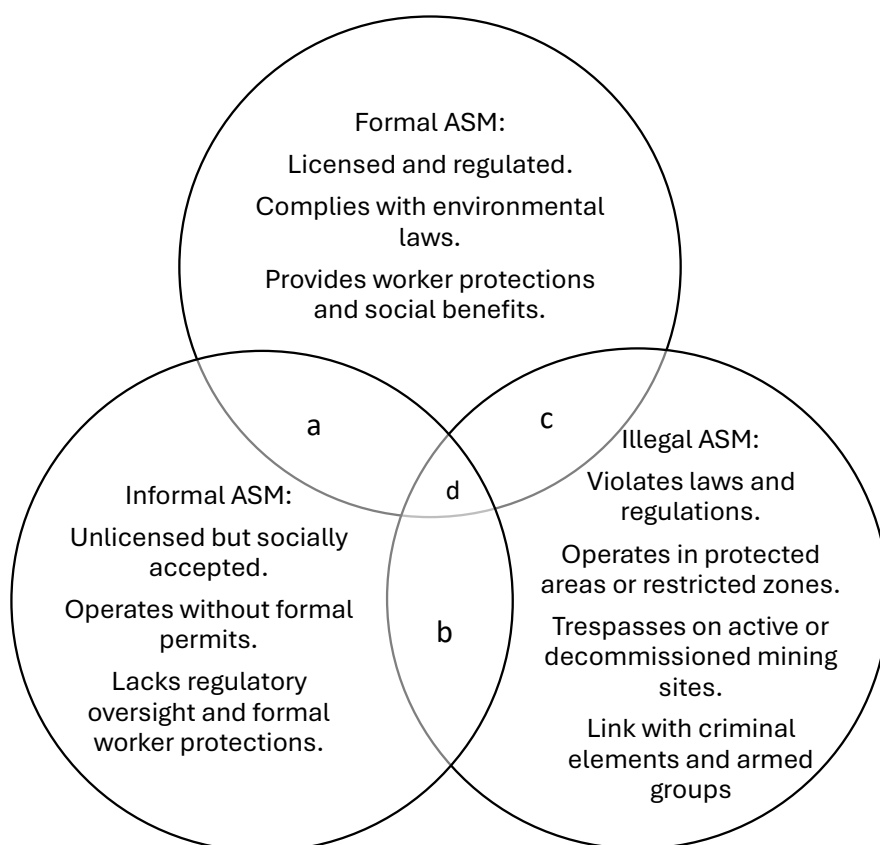 Formal ASM:
Licensed and regulated.
Complies with environmental
laws.
Provides worker protections
and social benefits.
a
c
d
b
Informal ASM:
Unlicensed but socially
accepted.
Operates without formal
permits.
Lacks regulatory
oversight and formal
worker protections.
Illegal ASM:
Violates laws and
regulations.
Operates in protected
areas or restricted zones.
Trespasses on active or
decommissioned mining
sites.
Link with criminal
elements and armed
groups